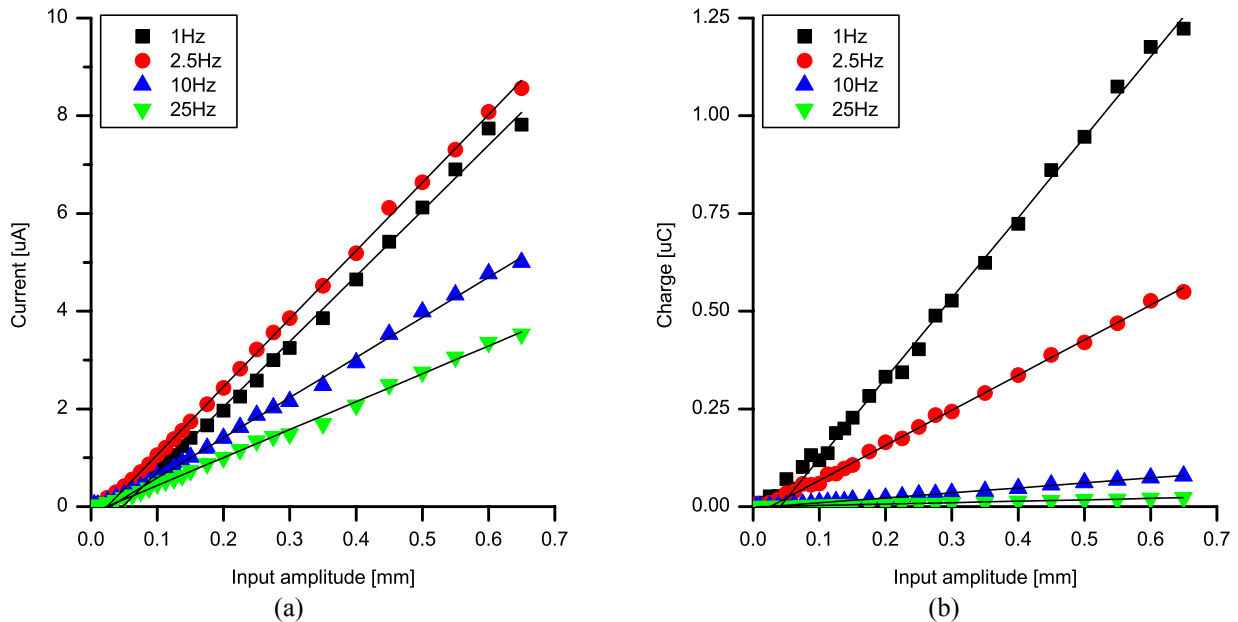 10
8
6
4
2
0
Current [uA]
1Hz
2.5Hz
10Hz
25Hz
0.0 0.1 0.2 0.3 0.4 0.5 0.6 0.7
Input amplitude [mm]
(a)
1.25
1.00
0.75
0.50
0.25
0.00
Charge [uC]
1Hz
2.5Hz
10Hz
25Hz
0.0 0.1 0.2 0.3 0.4 0.5 0.6 0.7
Input amplitude [mm]
(b)